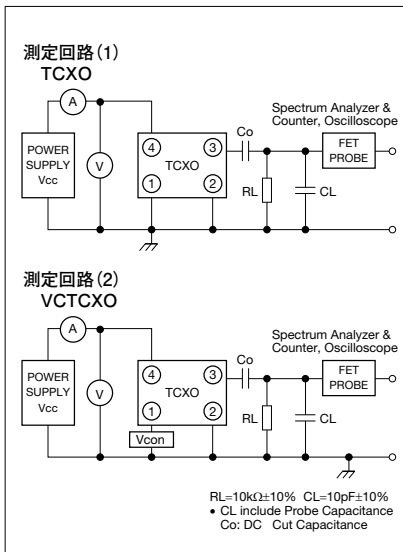 測定回路(1)
TCXO
A
POWER
SUPPLY
Vcc
V
4
3
TCXO
1
2
Co
RL
CL
Spectrum Analyzer &
Counter, Oscilloscope
FET
PROBE
測定回路(2)
VCTCXO
A
POWER
SUPPLY
Vcc
V
4
3
TCXO
1
2
Vcon
Co
RL
CL
Spectrum Analyzer &
Counter, Oscilloscope
FET
PROBE
RL=10kΩ±10% CL=10pF±10%
• CL include Probe Capacitance
Co: DC Cut Capacitance